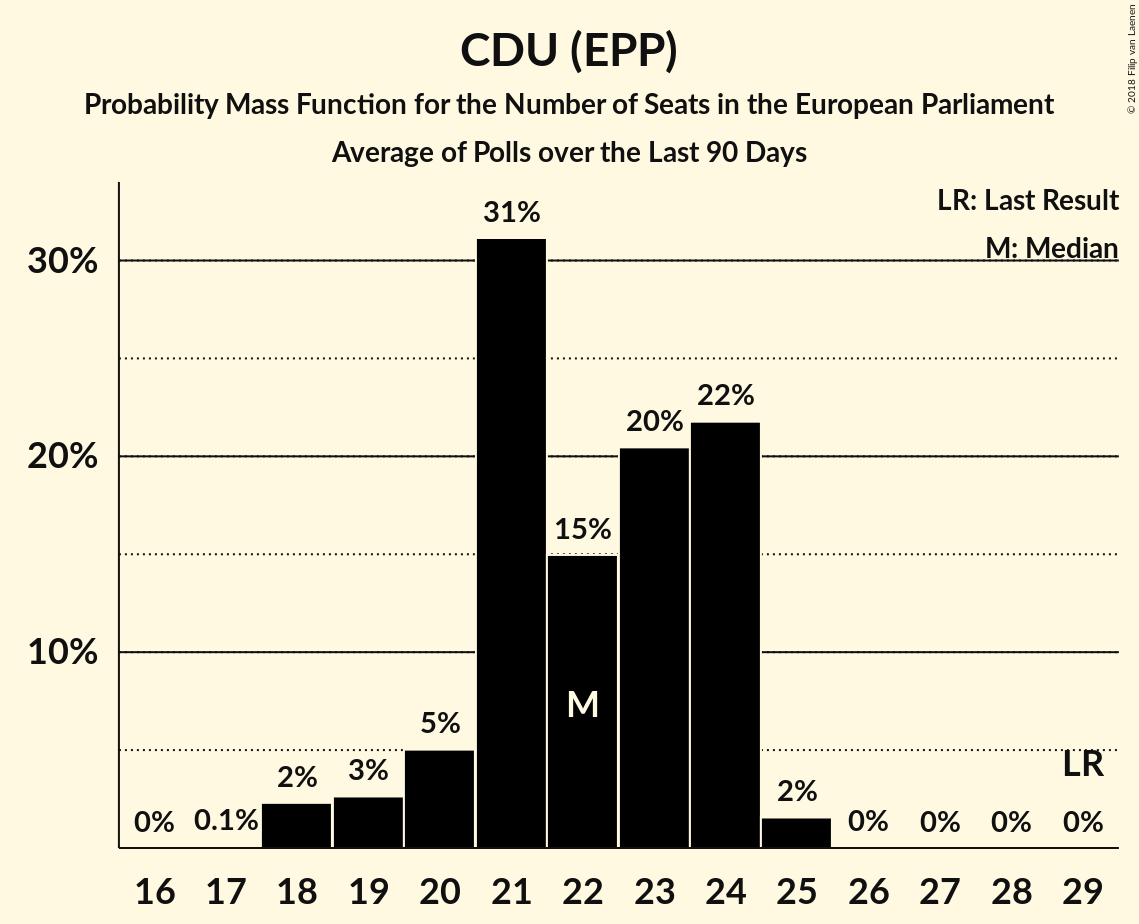 CDU (EPP)
Probability Mass Function for the Number of Seats in the European Parliament
Average of Polls over the Last 90 Days
© 2018 Filip van Laenen
LR: Last Result
M: Median
30%
20%
10%
0%
0.1%
2%
3%
5%
31%
15%
20%
22%
2%
0%
0%
0%
0%
M
LR
16 17 18 19 20 21 22 23 24 25 26 27 28 29